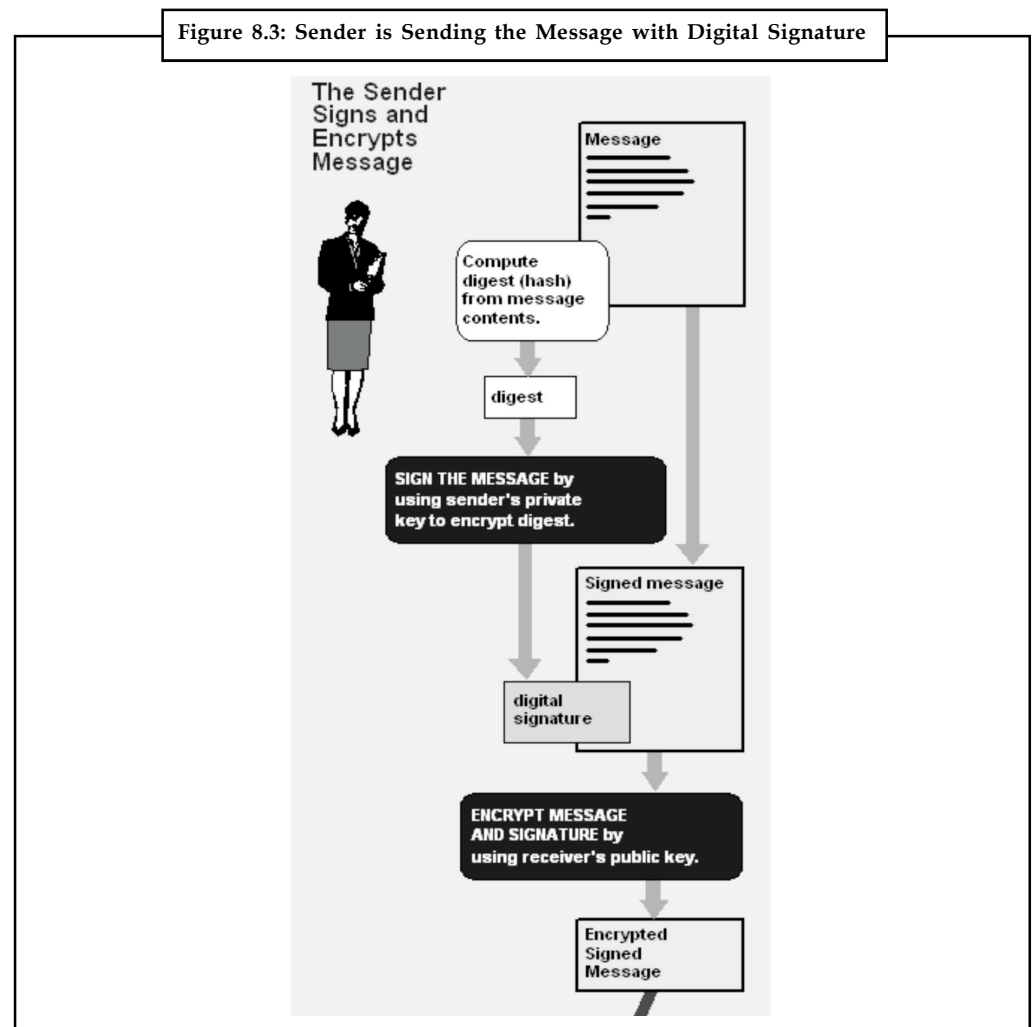 Figure 8.3: Sender is Sending the Message with Digital Signature
The Sender
Signs and
Encrypts
Message
Message
Compute
digest (hash)
from message
contents.
digest
SIGN THE MESSAGE by
using sender's private
key to encrypt digest.
Signed message
digital
signature
ENCRYPT MESSAGE
AND SIGNATURE by
using receiver's public key.
Encrypted
Signed
Message